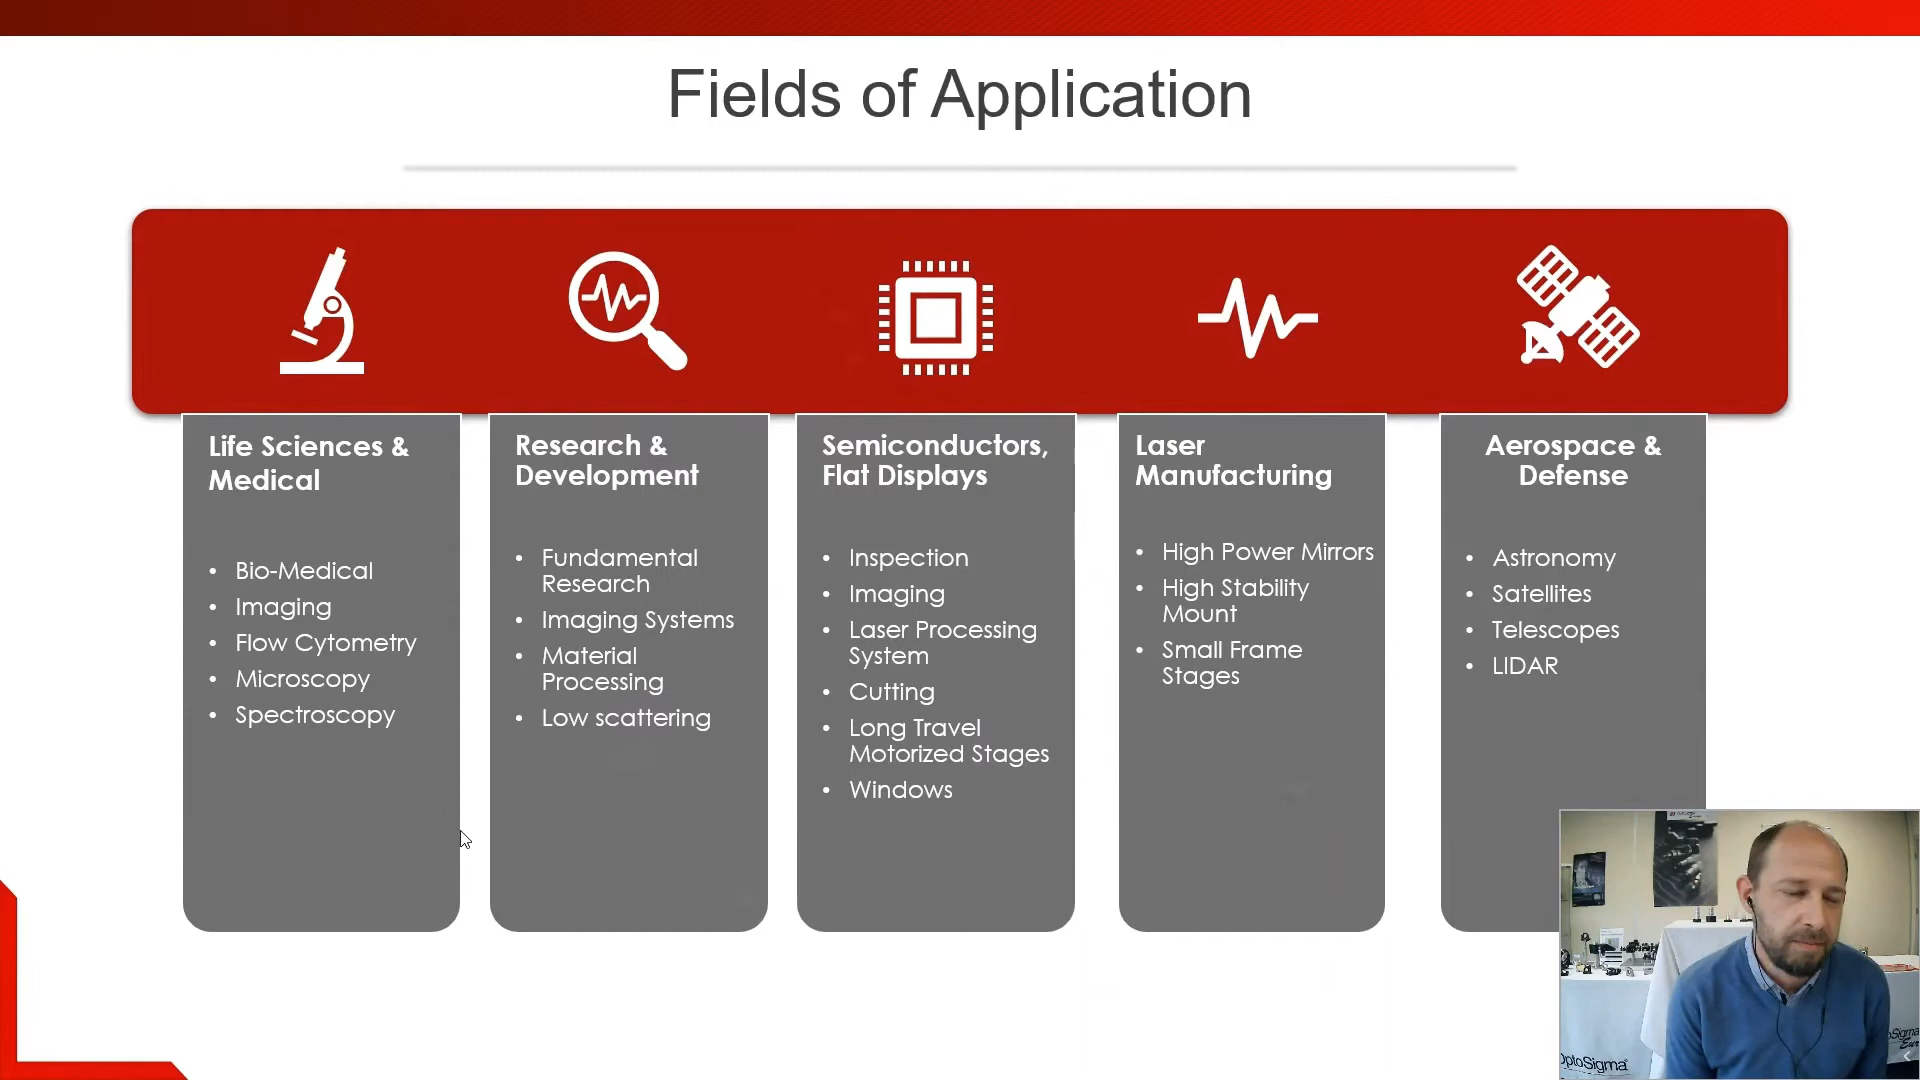 Fields of Application
Life Sciences &
Medical
• Bio-Medical
• Imaging
• Flow Cytometry
• Microscopy
• Spectroscopy
Research &
Development
• Fundamental
Research
• Imaging Systems
• Material
Processing
• Low scattering
Semiconductors,
Flat Displays
• Inspection
• Imaging
• Laser Processing
System
• Cutting
• Long Travel
Motorized Stages
• Windows
Laser
Manufacturing
• High Power Mirrors
• High Stability
Mount
• Small Frame
Stages
Aerospace &
Defense
• Astronomy
• Satellites
• Telescopes
• LIDAR
ptoSigma